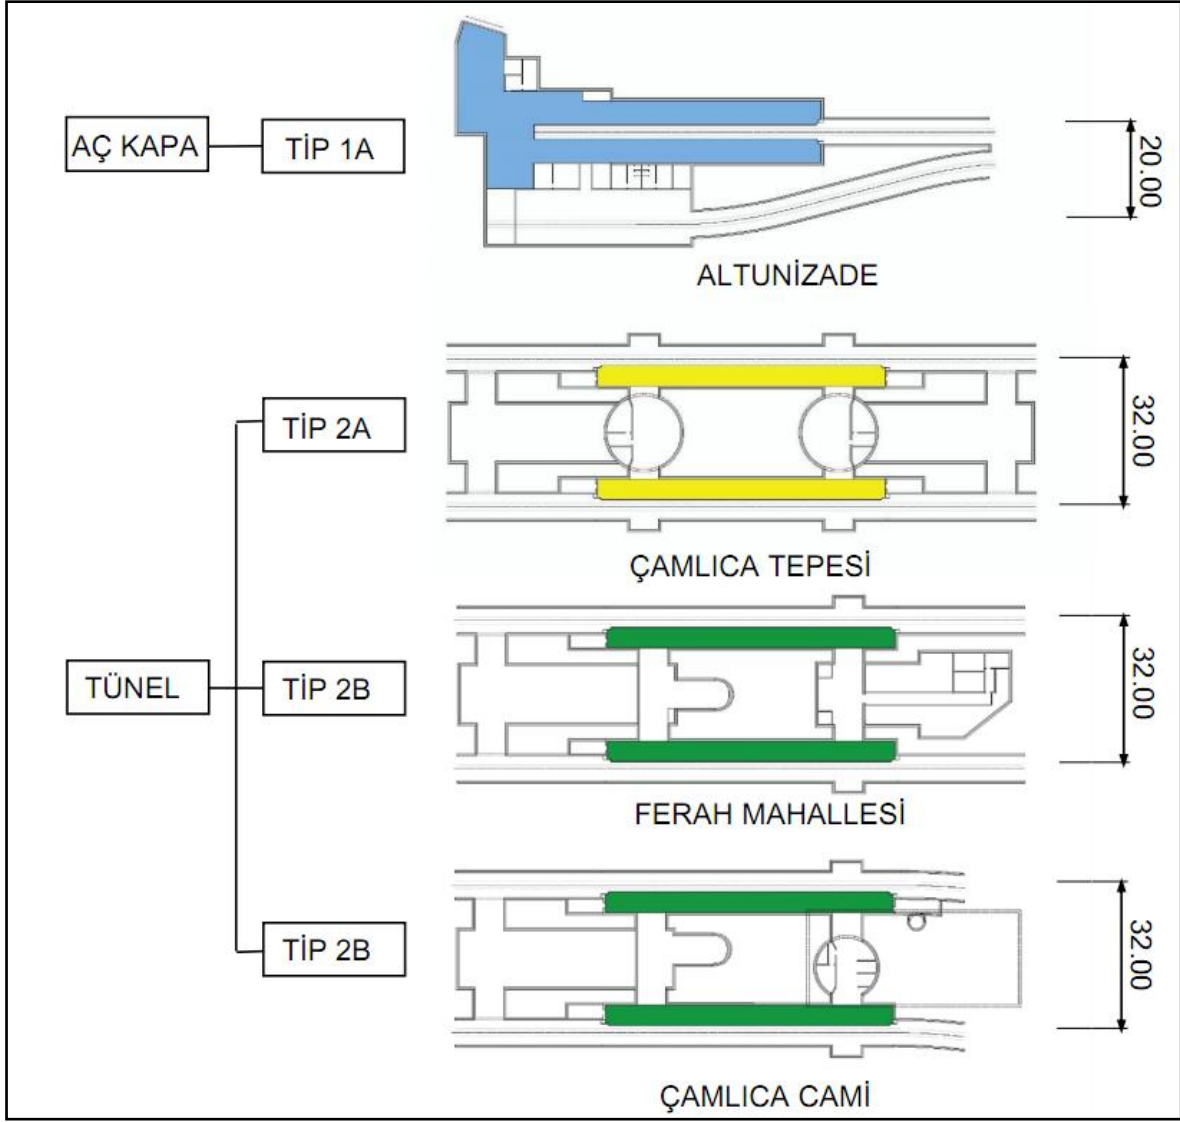 AÇ KAPA
TİP 1A
20.00
ALTUNİZADE
TİP 2A
32.00
ÇAMLICA TEPESİ
TÜNEL
TİP 2B
32.00
FERAH MAHALLESİ
TİP 2B
32.00
ÇAMLICA CAMİ